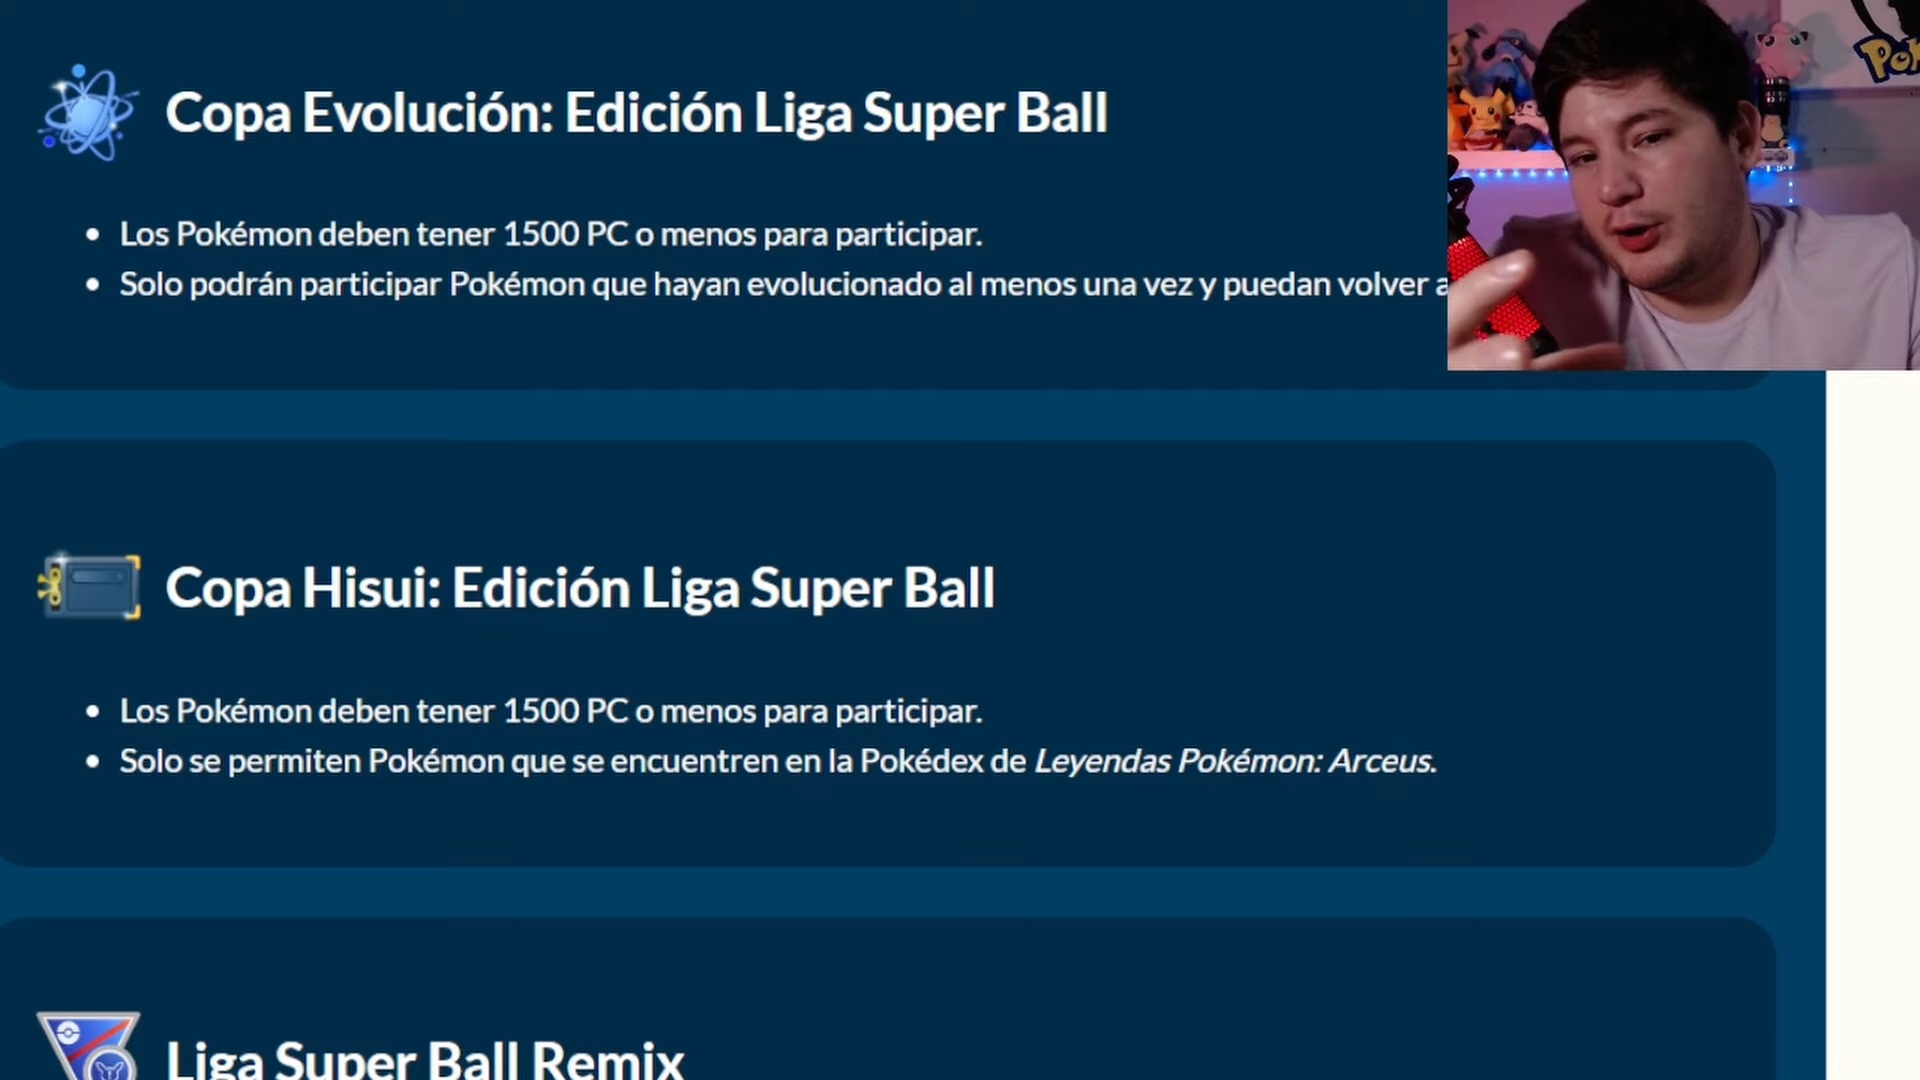 Copa Evolución: Edición Liga Super Ball
Los Pokémon deben tener 1500 PC o menos para participar.
Solo podrán participar Pokémon que hayan evolucionado al menos una vez y puedan volver a
Copa Hisui: Edición Liga Super Ball
Los Pokémon deben tener 1500 PC o menos para participar.
Solo se permiten Pokémon que se encuentren en la Pokédex de Leyendas Pokémon: Arceus.
Liga Super Ball Remix